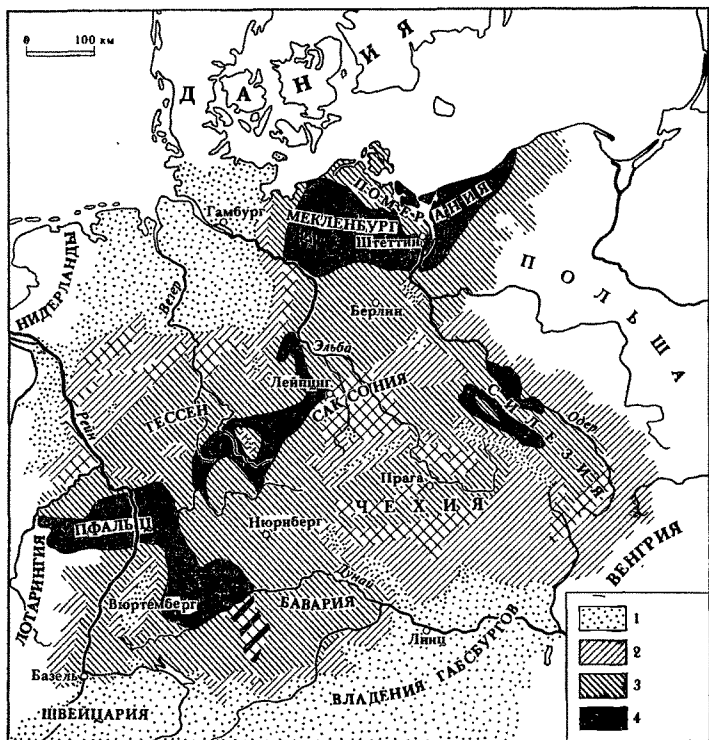 0 100 км
ДАНИЯ
Гамбург
ПОМЕРАНИЯ
МЕКЛЕНБУРГ
Штеттин
НИДЕРЛАНДЫ
Везер
ПОЛЬША
Берлин
Эльба
Лейпциг
САКСОНИЯ
СИЛЕЗИЯ
Одер
ГЕССЕН
Рейн
Прага
ЧЕХИЯ
ПФАЛЬЦ
Нюрнберг
ЛОТАРИНГИЯ
ВЕНГРИЯ
Дунай
Вюртемберг
БАВАРИЯ
Линц
Базель
ВЛАДЕНИЯ ГАБСБУРГОВ
ШВЕЙЦАРИЯ
1
2
3
4